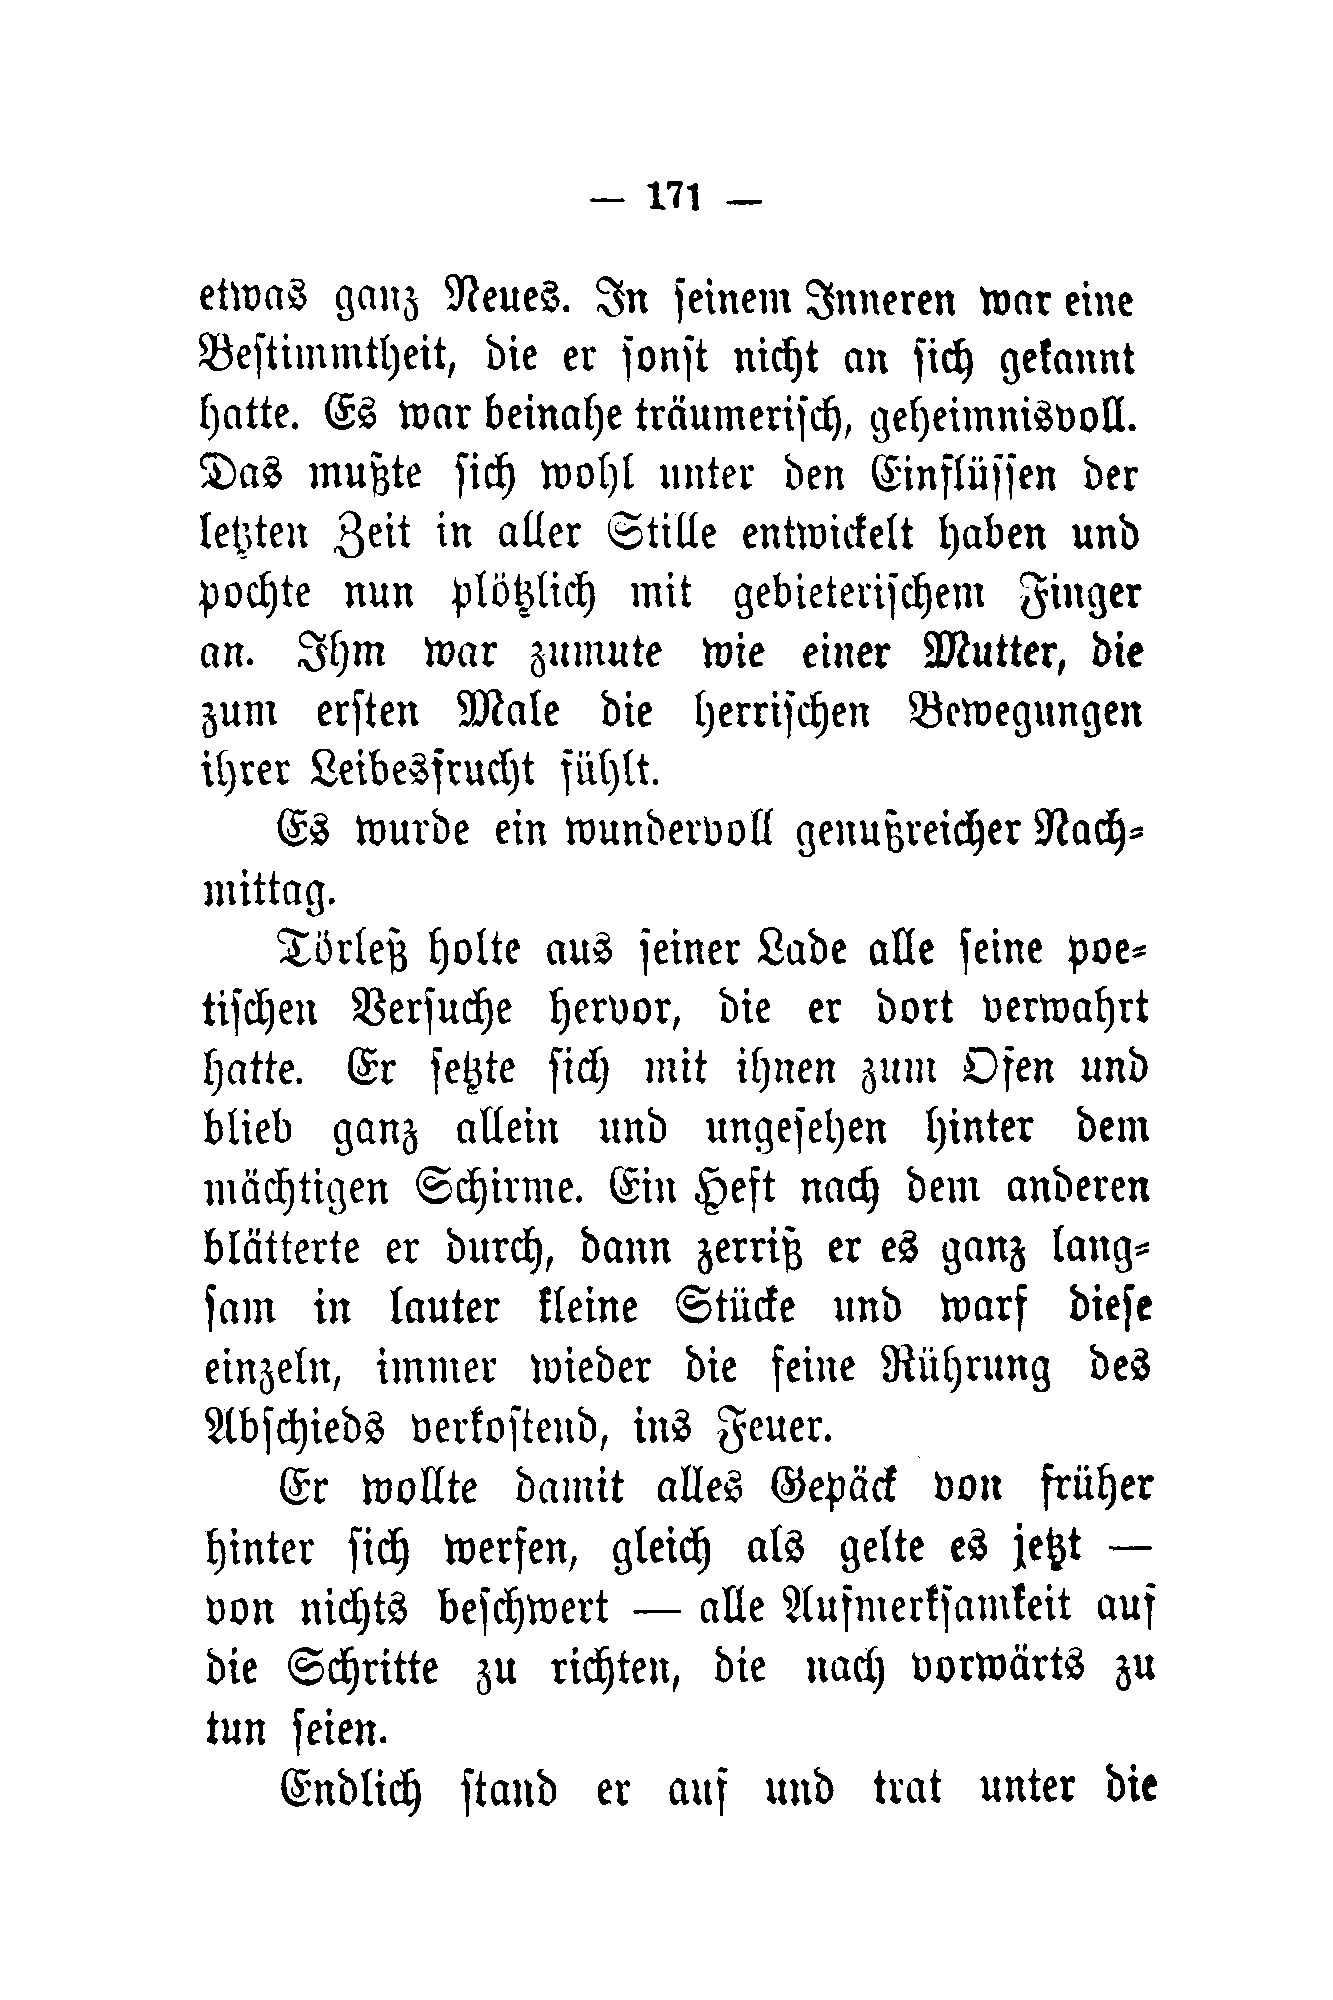 — 171 —
etwas ganz Neues. In seinem Inneren war eine
Bestimmtheit, die er sonst nicht an sich gekannt
hatte. Es war beinahe träumerisch, geheimnisvoll.
Das mußte sich wohl unter den Einflüssen der
letzten Zeit in aller Stille entwickelt haben und
pochte nun plötzlich mit gebieterischem Finger
an. Ihm war zumute wie einer Mutter, die
zum ersten Male die herrischen Bewegungen
ihrer Leibesfrucht fühlt.
Es wurde ein wundervoll genußreicher Nach-
mittag.
Törleß holte aus seiner Lade alle seine poe-
tischen Versuche hervor, die er dort verwahrt
hatte. Er setzte sich mit ihnen zum Ofen und
blieb ganz allein und ungesehen hinter dem
mächtigen Schirme. Ein Heft nach dem anderen
blätterte er durch, dann zerriß er es ganz lang-
sam in lauter kleine Stücke und warf diese
einzeln, immer wieder die feine Rührung des
Abschieds verkostend, ins Feuer.
Er wollte damit alles Gepäck von früher
hinter sich werfen, gleich als gelte es jetzt —
von nichts beschwert — alle Aufmerksamkeit auf
die Schritte zu richten, die nach vorwärts zu
tun seien.
Endlich stand er auf und trat unter die